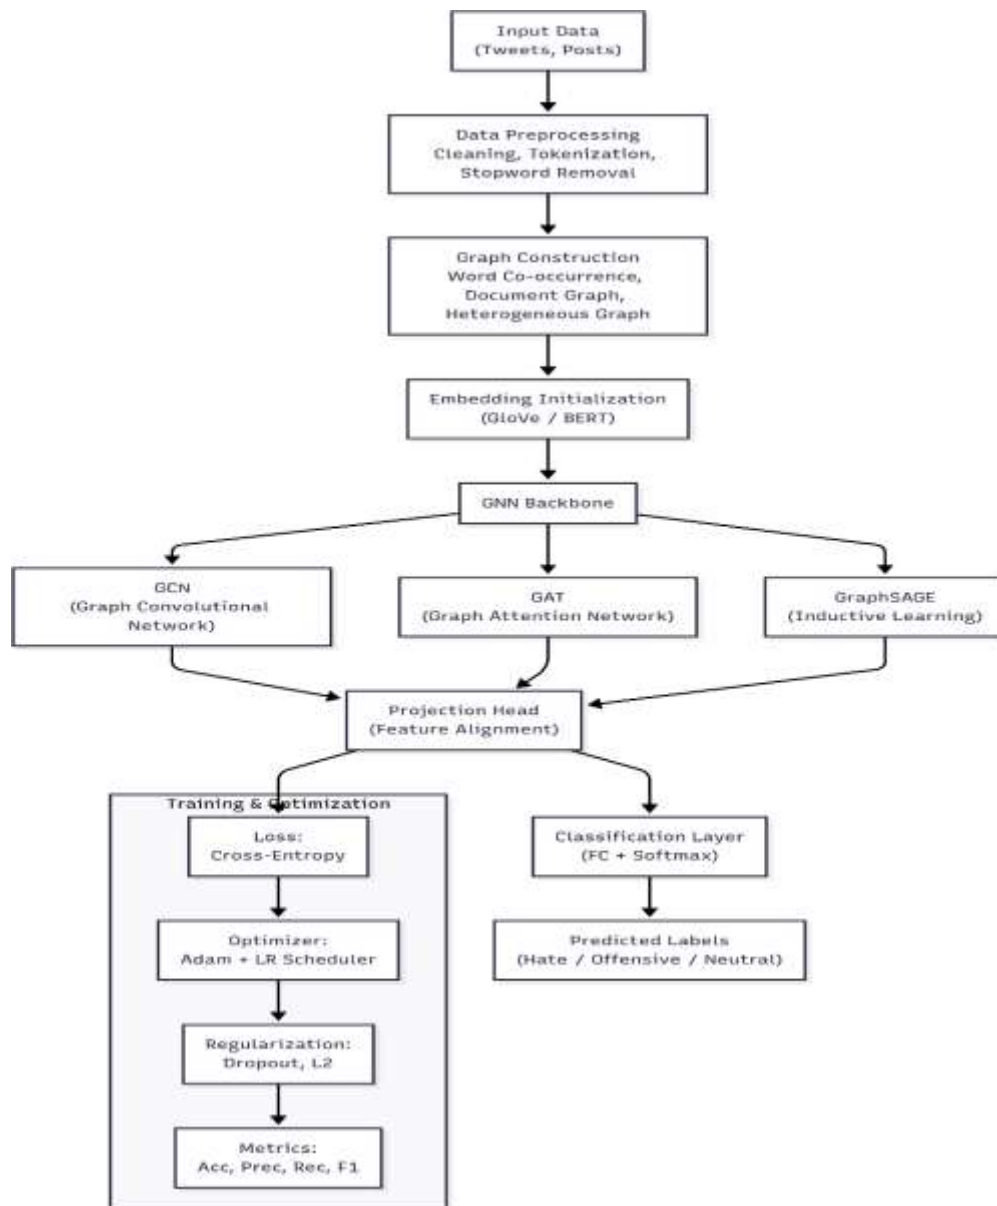 Input Data
(Tweets, Posts)
Data Preprocessing
Cleaning, Tokenization,
Stopword Removal
Graph Construction
Word Co-occurrence,
Document Graph,
Heterogeneous Graph
Embedding Initialization
(GloVe / BERT)
GNN Backbone
GCN
(Graph Convolutional
Network)
GAT
(Graph Attention Network)
GraphSAGE
(Inductive Learning)
Projection Head
(Feature Alignment)
Training & Optimization
Loss:
Cross-Entropy
Classification Layer
(FC + Softmax)
Optimizer:
Adam + LR Scheduler
Predicted Labels
(Hate / Offensive / Neutral)
Regularization:
Dropout, L2
Metrics:
Acc, Prec, Rec, F1